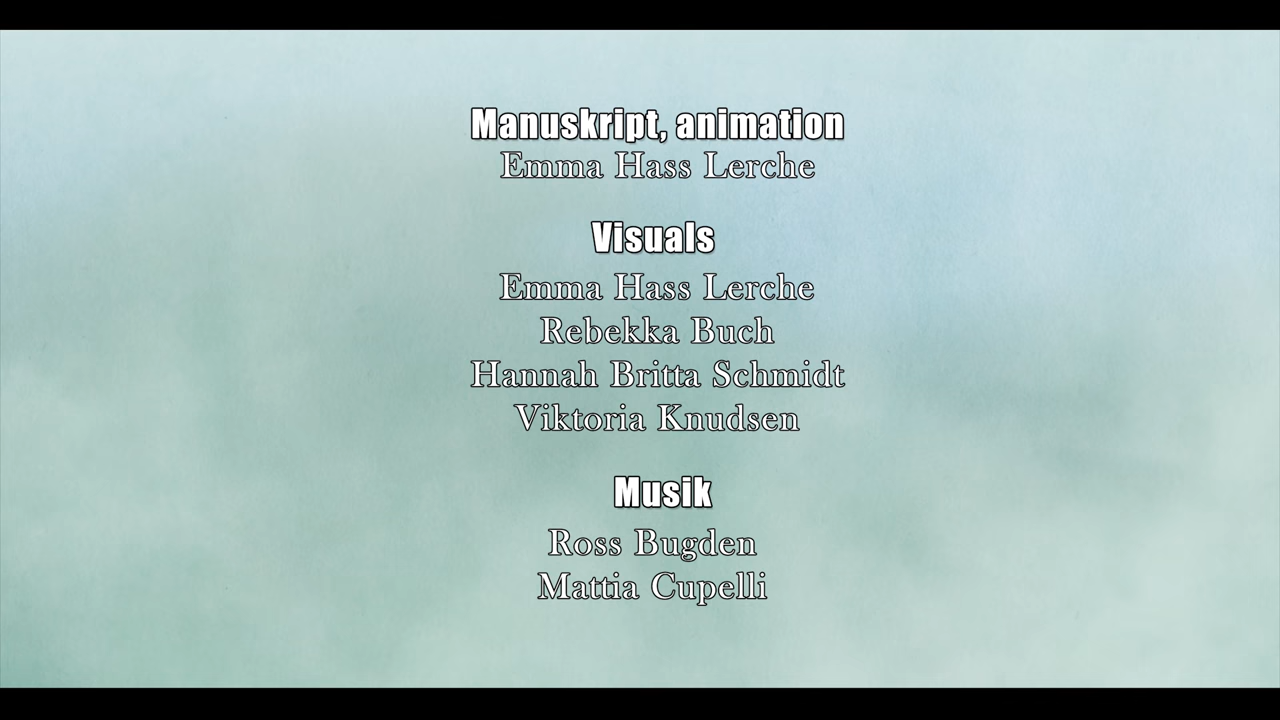 Manuskript, animation
Emma Hass Lerche
Visuals
Emma Hass Lerche
Rebekka Buch
Hannah Britta Schmidt
Viktoria Knudsen
Musik
Ross Bugden
Mattia Cupelli